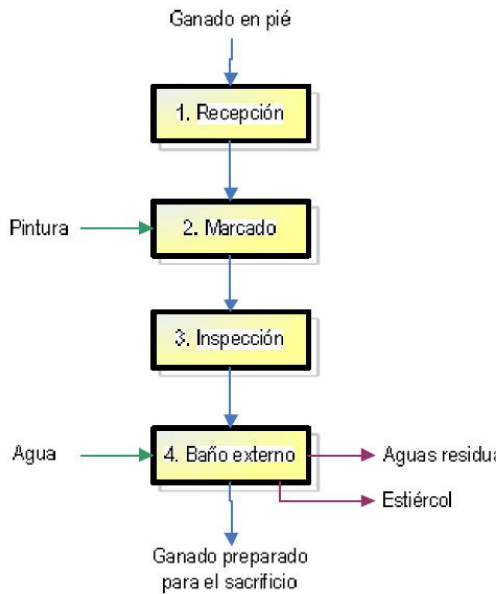 Ganado en pié
1. Recepción
Pintura
2. Marcado
3. Inspección
Agua
4. Baño externo
Aguas
Estiércol
Ganado preparado
para el sacrificio